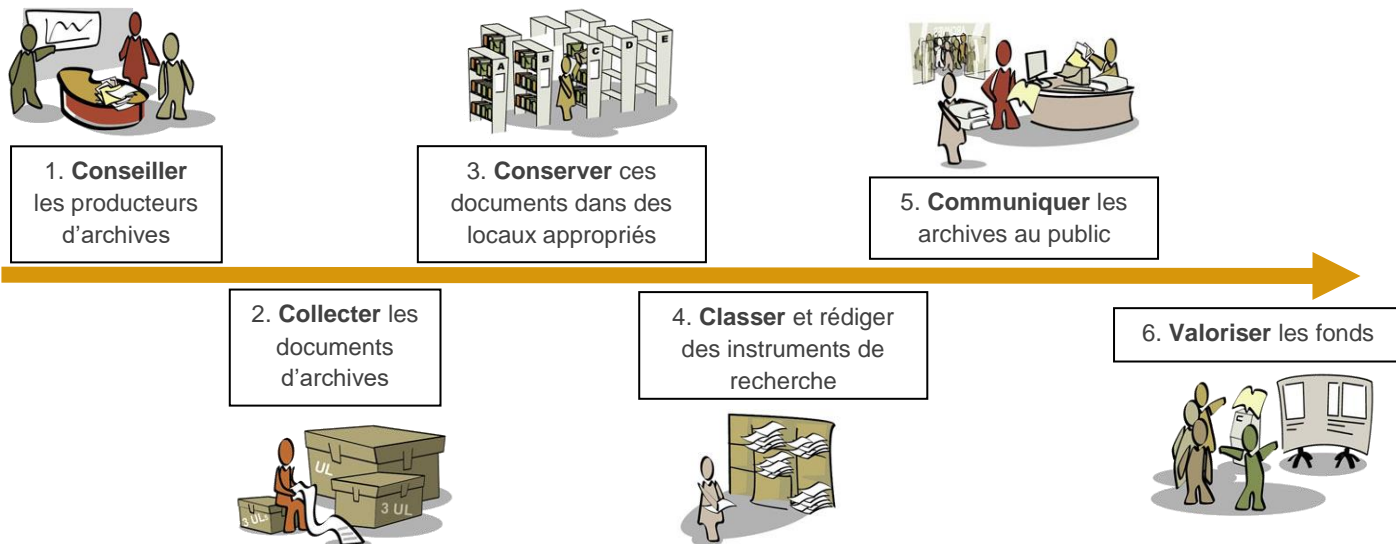 A
B
C
D
E
1. Conseiller
les producteurs
d'archives
3. Conserver ces
documents dans des
locaux appropriés
5. Communiquer les
archives au public
2. Collecter les
documents
d'archives
4. Classer et rédiger
des instruments de
recherche
6. Valoriser les fonds
UL
3 UL
3 UL